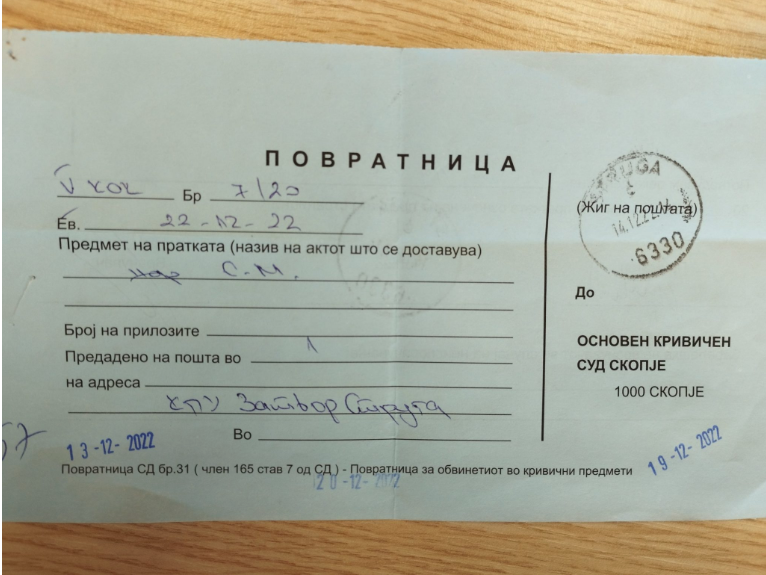 ПОВРАТНИЦА
V кок Бр 7/20
Ев. 22-12-22
(Жиг на поштата)
STRUGA
14.12.22
6330
Предмет на пратката (назив на актот што се доставува)
С.М.
Број на прилозите
Предадено на пошта во 1
на адреса
КПУ Затвор Струга
Во
До
ОСНОВЕН КРИВИЧЕН
СУД СКОПЈЕ
1000 СКОПЈЕ
13-12-2022
19-12-2022
Повратница СД бр.31 ( член 165 став 7 од СД ) - Повратница за обвинетиот во кривични предмети
20-12-2022